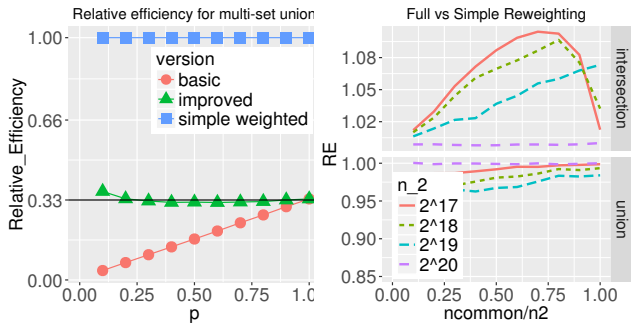 Relative efficiency for multi-set union
1.00
0.66
0.33
0.00
Relative_Efficiency
version
basic
improved
simple weighted
0.00
0.25
0.50
0.75
1.00
p
Full vs Simple Reweighting
1.08
1.05
1.02
1.00
0.95
0.90
0.85
RE
intersection
union
n_2
2^17
2^18
2^19
2^20
0.00
0.25
0.50
0.75
1.00
ncommon/n2